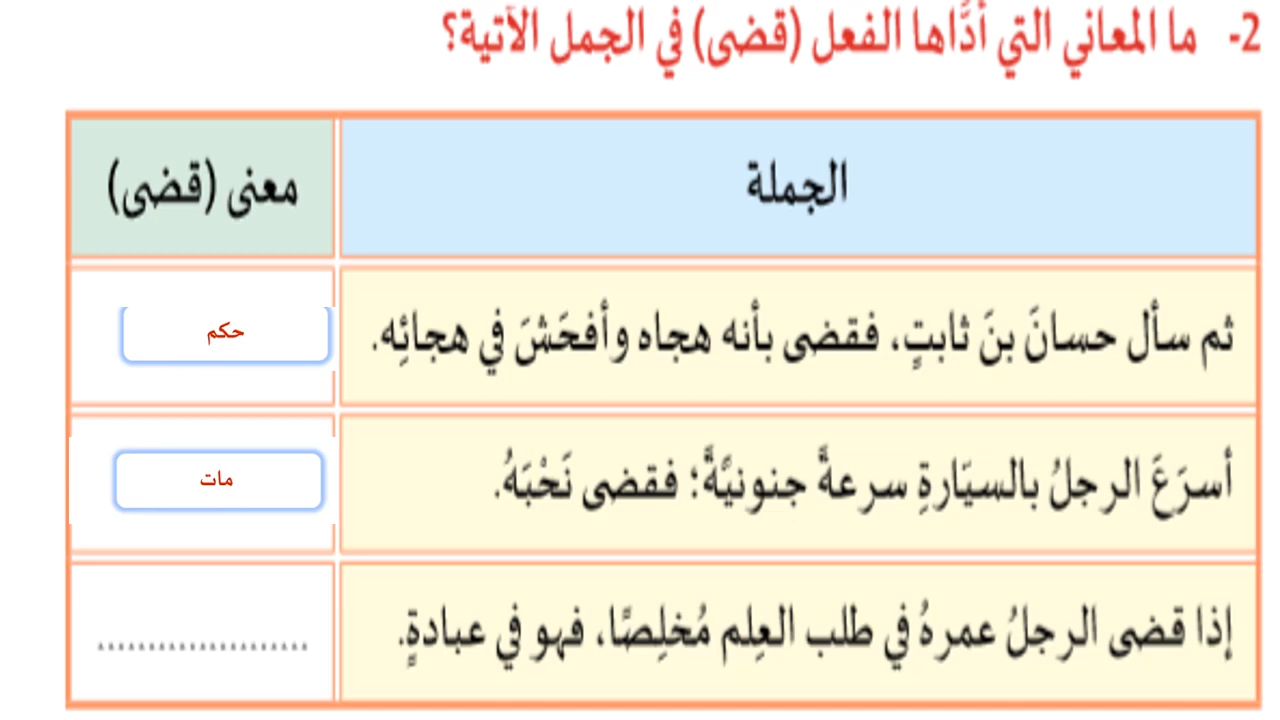 2- ما المعاني التي أدَّاها الفعل (قضى) في الجمل الآتية؟
الجملة
معنى (قضى)
ثم سأل حسانَ بنَ ثابتٍ، فقضى بأنه هجاه وأفحَشَ في هجائِه.
حكم
أسرَعَ الرجلُ بالسيَارةِ سرعةً جنونيَّةً؛ فقضى نَحْبَهُ.
مات
إذا قضى الرجلُ عمرهُ في طلب العِلم مُخلِصًا، فهو في عبادةٍ.
....................